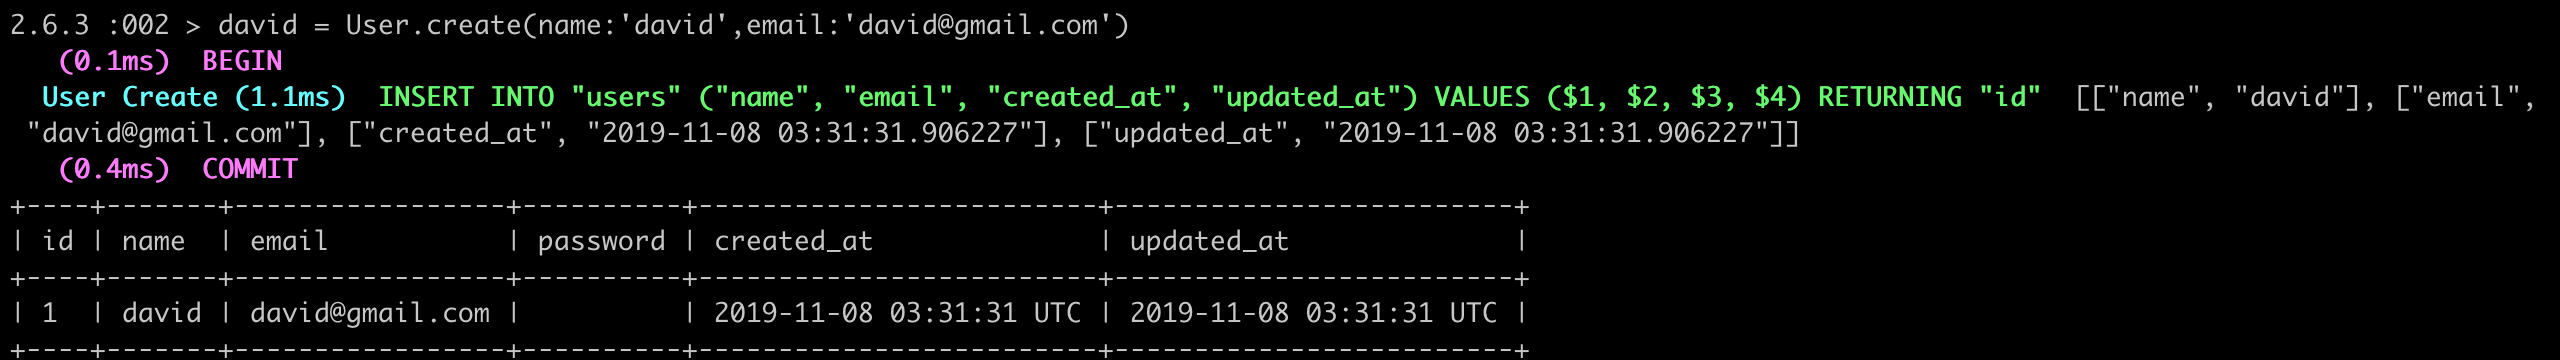 2.6.3 :002 > david = User.create(name:'david',email:'david@gmail.com')
   (0.1ms)  BEGIN
  User Create (1.1ms)  INSERT INTO "users" ("name", "email", "created_at", "updated_at") VALUES ($1, $2, $3, $4) RETURNING "id"  [["name", "david"], ["email",
 "david@gmail.com"], ["created_at", "2019-11-08 03:31:31.906227"], ["updated_at", "2019-11-08 03:31:31.906227"]]
   (0.4ms)  COMMIT
+----+-------+-----------------+----------+-------------------------+-------------------------+
| id | name  | email           | password | created_at              | updated_at              |
+----+-------+-----------------+----------+-------------------------+-------------------------+
| 1  | david | david@gmail.com |          | 2019-11-08 03:31:31 UTC | 2019-11-08 03:31:31 UTC |
+----+-------+-----------------+----------+-------------------------+-------------------------+